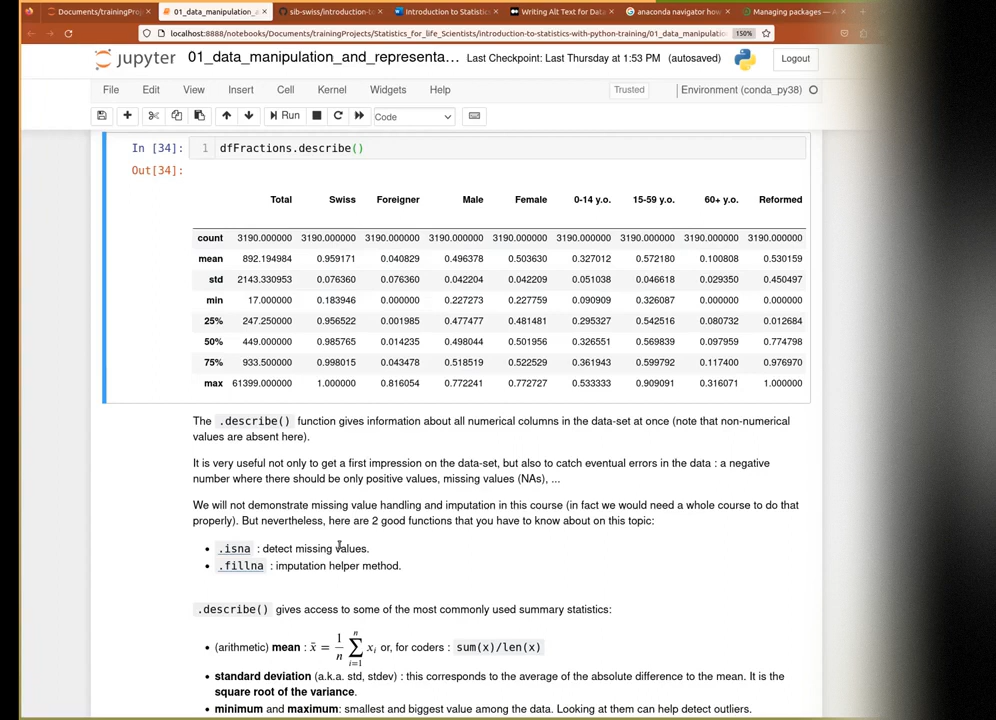 Documents/trainingProj
01_data_manipulation_a
sib-swiss/introduction-to
Introduction to Statistic
Writing Alt Text for Data
anaconda navigator how
Managing packages — A
localhost:8888/notebooks/Documents/trainingProjects/Statistics_for_life_Scientists/introduction-to-statistics-with-python-training/01_data_manipulatio
150%
jupyter 01_data_manipulation_and_representa... Last Checkpoint: Last Thursday at 1:53 PM (autosaved)
Logout
File Edit View Insert Cell Kernel Widgets Help
Trusted
Environment (conda_py38)
Run
Code
In [34]: 1 dfFractions.describe()
Out[34]:
Total Swiss Foreigner Male Female 0-14 y.o. 15-59 y.o. 60+ y.o. Reformed
count 3190.000000 3190.000000 3190.000000 3190.000000 3190.000000 3190.000000 3190.000000 3190.000000 3190.000000
mean 892.194984 0.959171 0.040829 0.496378 0.503630 0.327012 0.572180 0.100808 0.530159
std 2143.330953 0.076360 0.076360 0.042204 0.042209 0.051038 0.046618 0.029350 0.450497
min 17.000000 0.183946 0.000000 0.227273 0.227759 0.090909 0.326087 0.000000 0.000000
25% 247.250000 0.956522 0.001985 0.477477 0.481481 0.295327 0.542516 0.080732 0.012684
50% 449.000000 0.985765 0.014235 0.498044 0.501956 0.326551 0.569839 0.097959 0.774798
75% 933.500000 0.998015 0.043478 0.518519 0.522529 0.361943 0.599792 0.117400 0.976970
max 61399.000000 1.000000 0.816054 0.772241 0.772727 0.533333 0.909091 0.316071 1.000000
The .describe() function gives information about all numerical columns in the data-set at once (note that non-numerical
values are absent here).
It is very useful not only to get a first impression on the data-set, but also to catch eventual errors in the data : a negative
number where there should be only positive values, missing values (NAs), ...
We will not demonstrate missing value handling and imputation in this course (in fact we would need a whole course to do that
properly). But nevertheless, here are 2 good functions that you have to know about on this topic:
• .isna : detect missing values.
• .fillna : imputation helper method.
.describe() gives access to some of the most commonly used summary statistics:
• (arithmetic) mean : x̄ = 1/n ∑ᵢ₌₁ⁿ xᵢ or, for coders : sum(x)/len(x)
• standard deviation (a.k.a. std, stdev) : this corresponds to the average of the absolute difference to the mean. It is the
square root of the variance.
• minimum and maximum: smallest and biggest value among the data. Looking at them can help detect outliers.